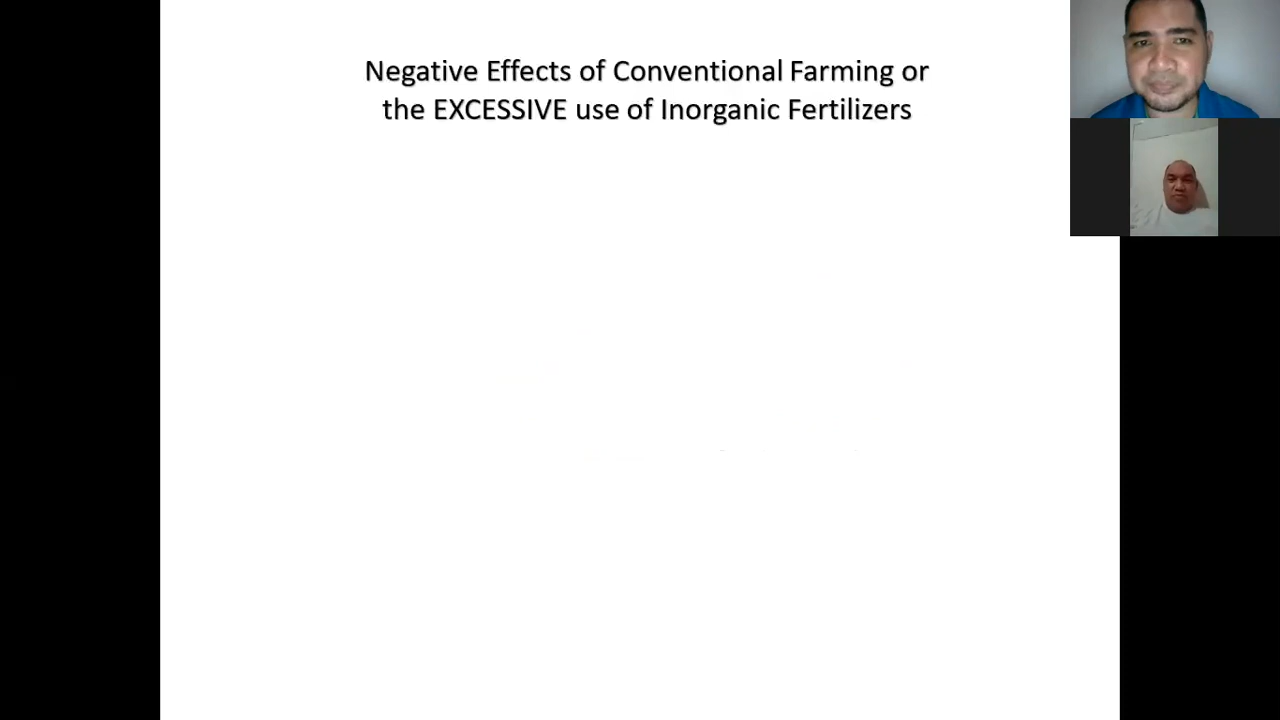 Negative Effects of Conventional Farming or
the EXCESSIVE use of Inorganic Fertilizers